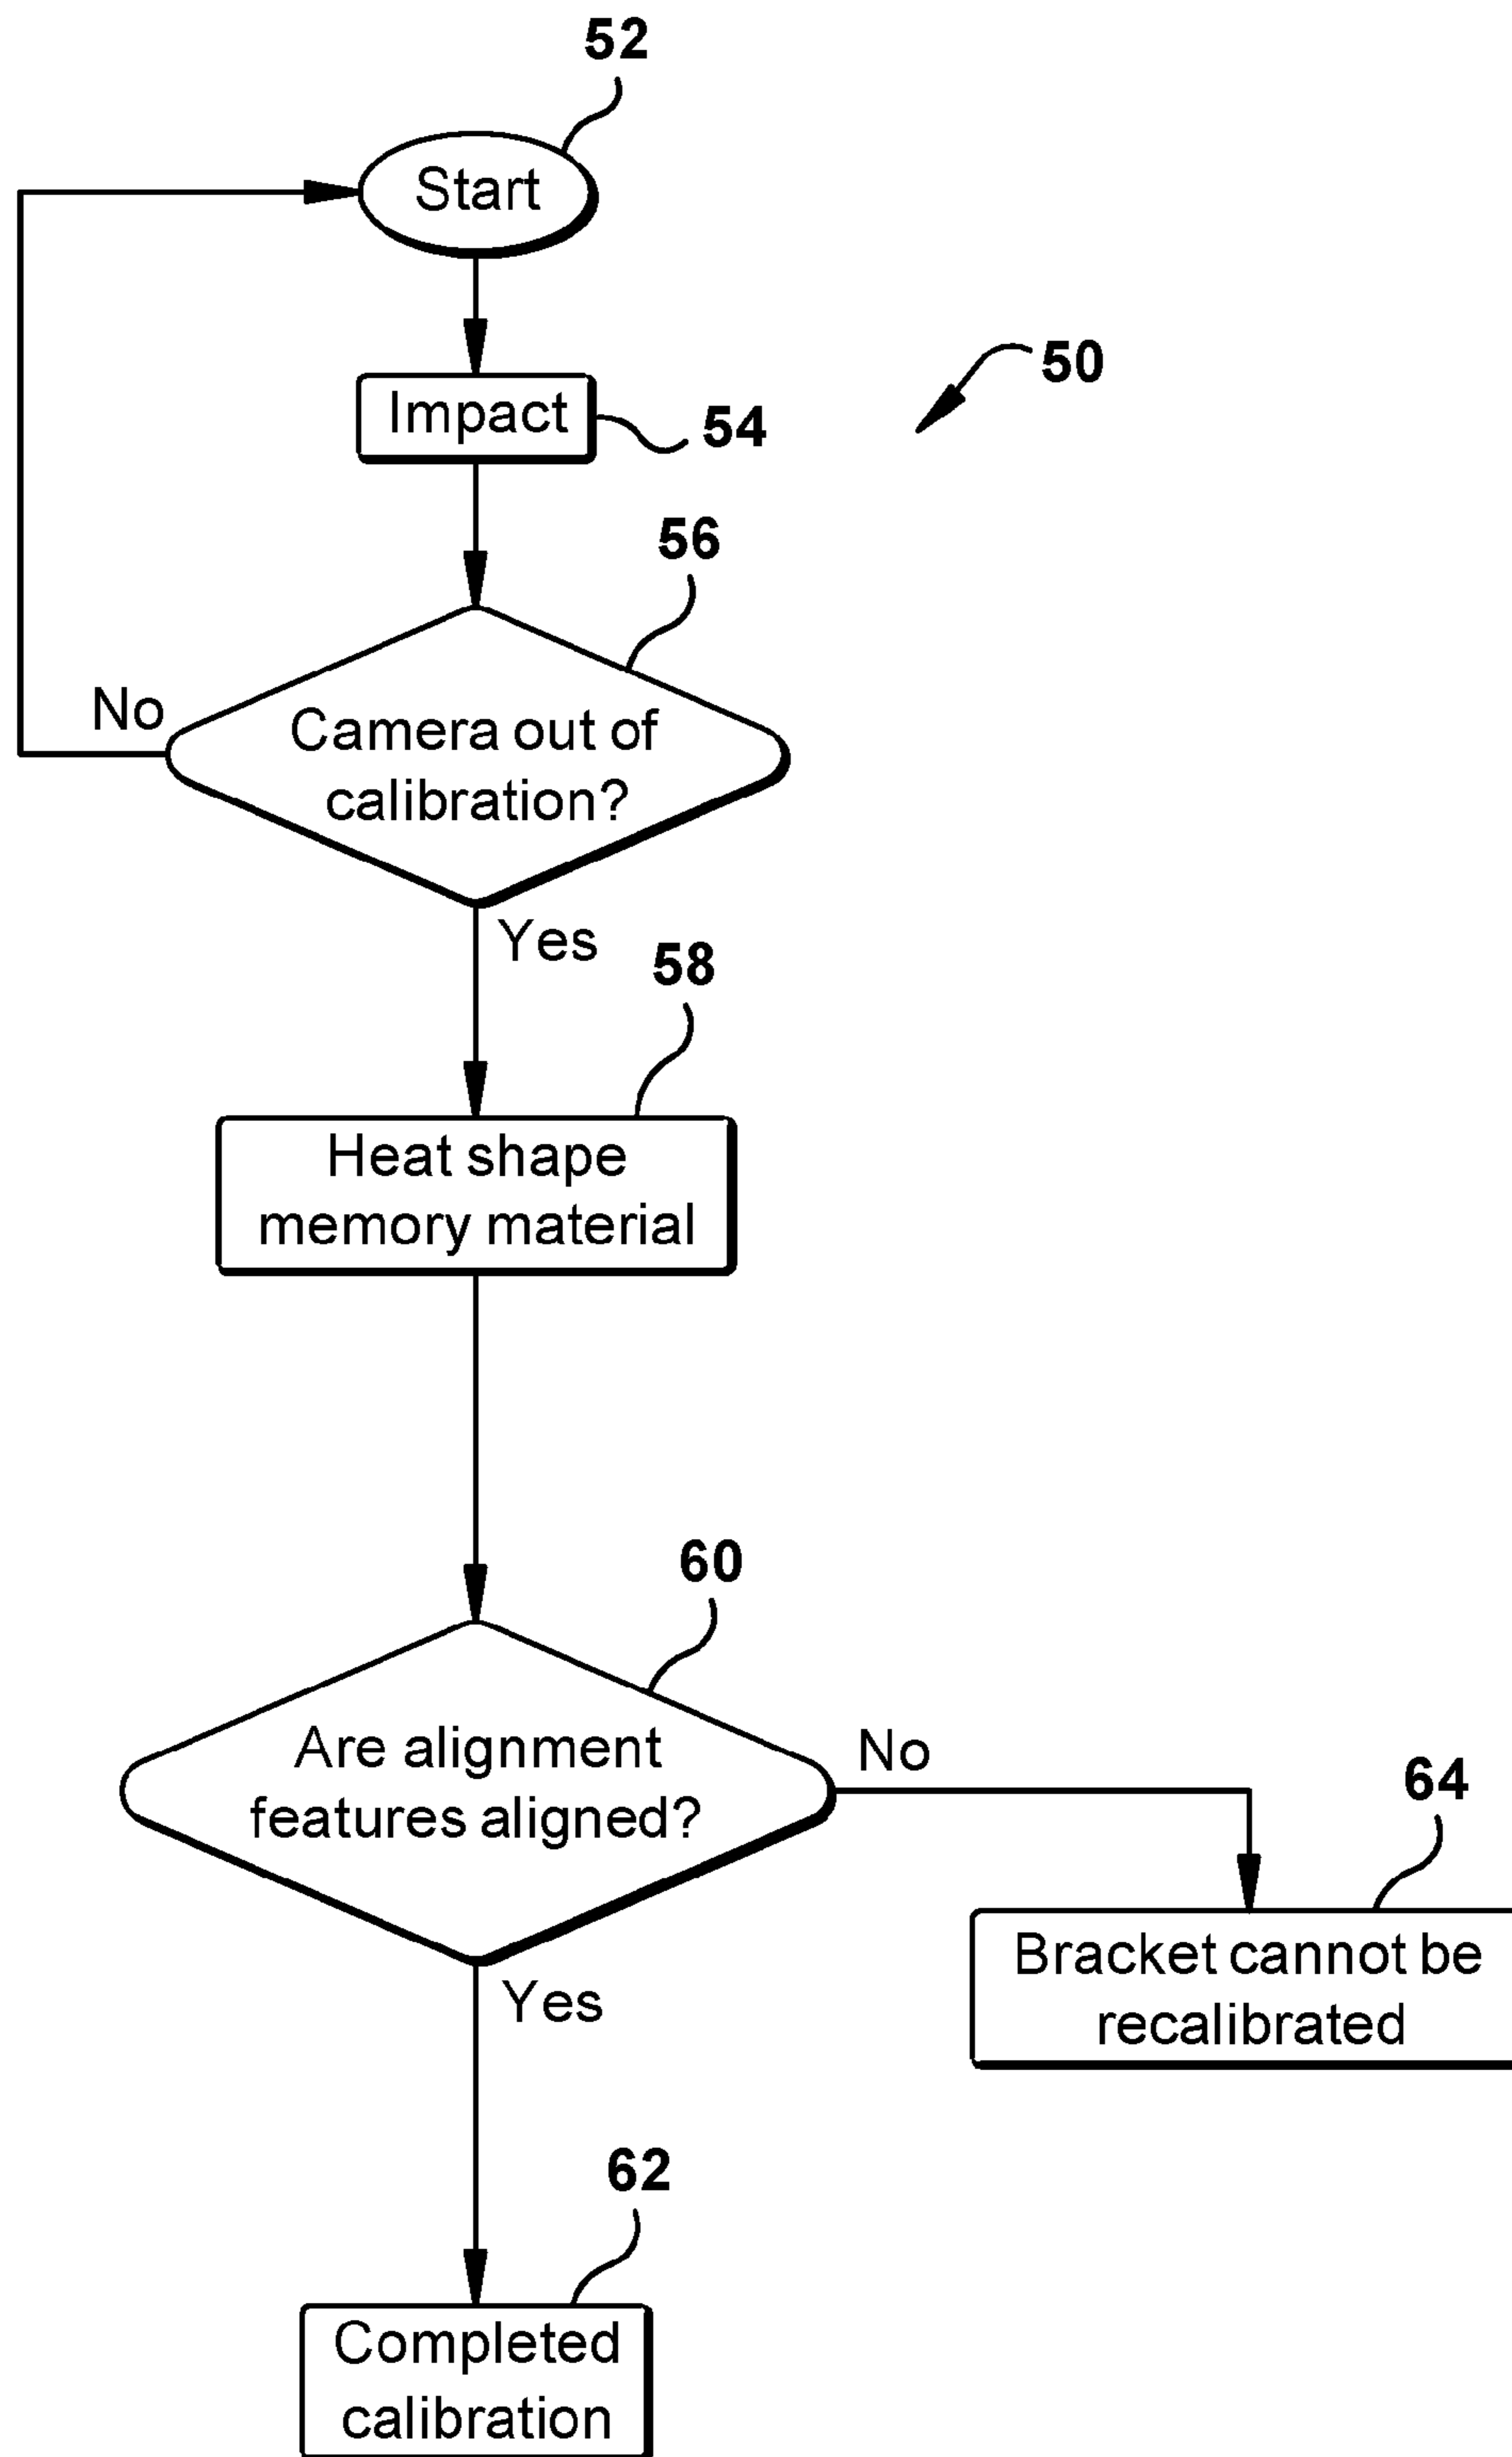 52
Start
50
Impact
54
56
No
Camera out of
calibration?
Yes
58
Heat shape
memory material
60
Are alignment
features aligned?
No
64
Bracket cannot be
recalibrated
Yes
62
Completed
calibration